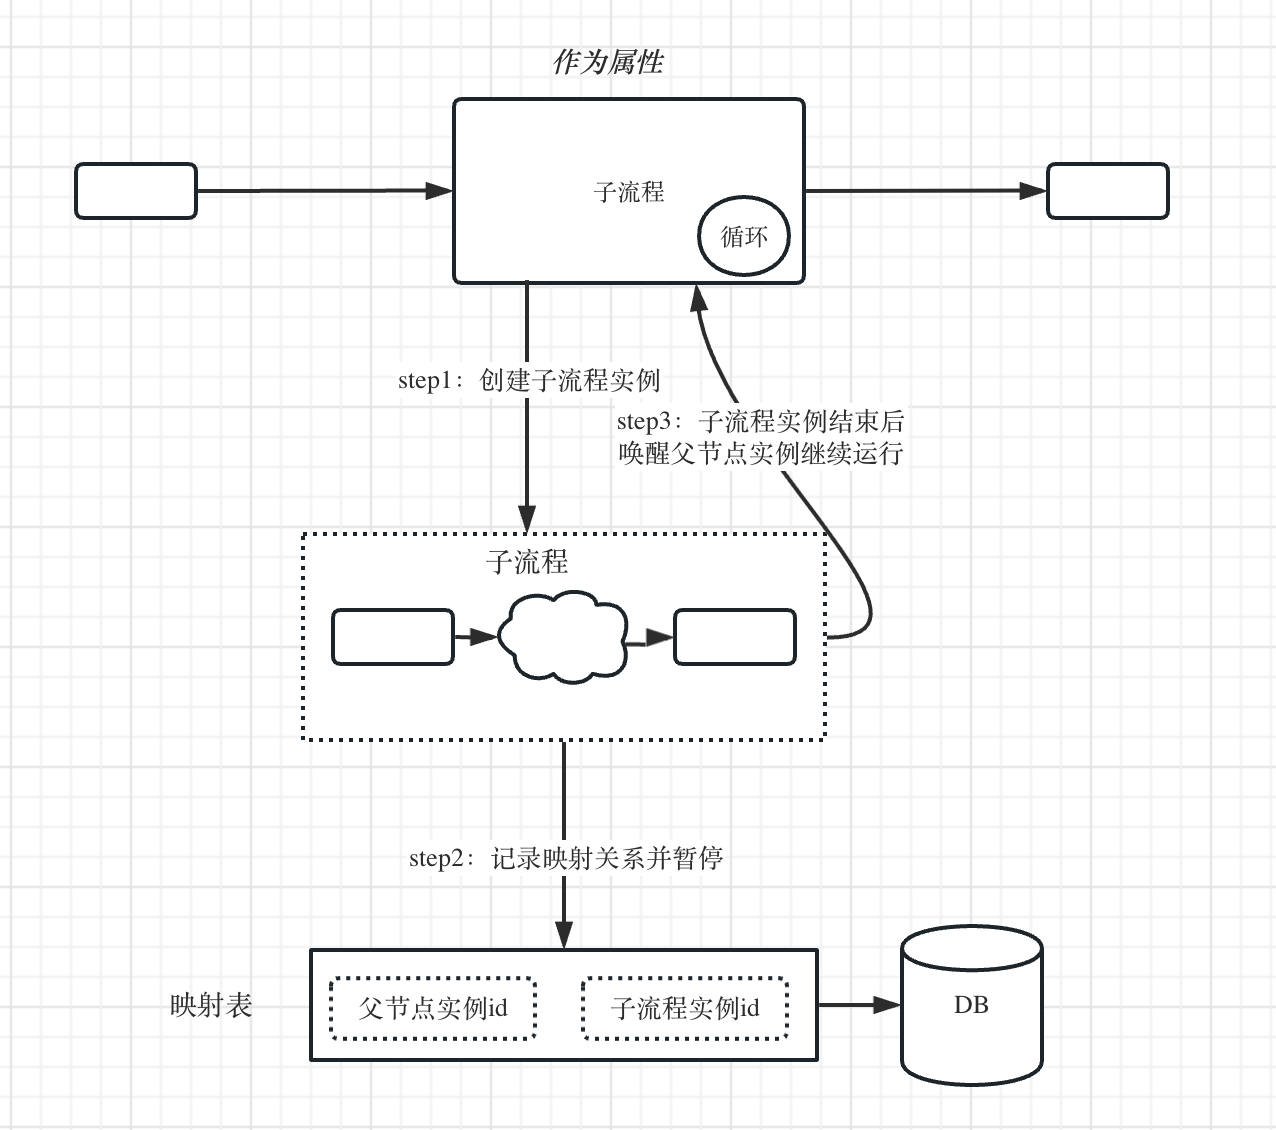 作为属性
子流程
循环
step1：创建子流程实例
step3：子流程实例结束后
唤醒父节点实例继续运行
子流程
step2：记录映射关系并暂停
映射表
父节点实例id
子流程实例id
DB